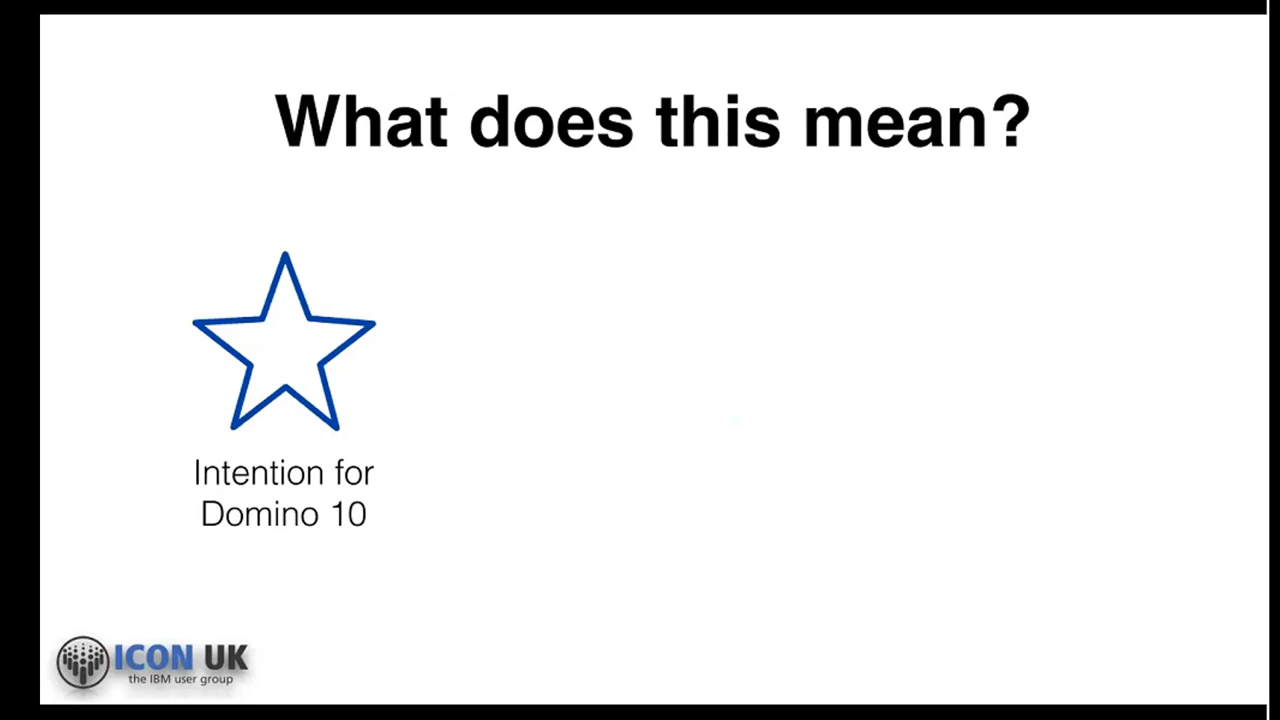 What does this mean?
Intention for
Domino 10
ICON UK
the IBM user group